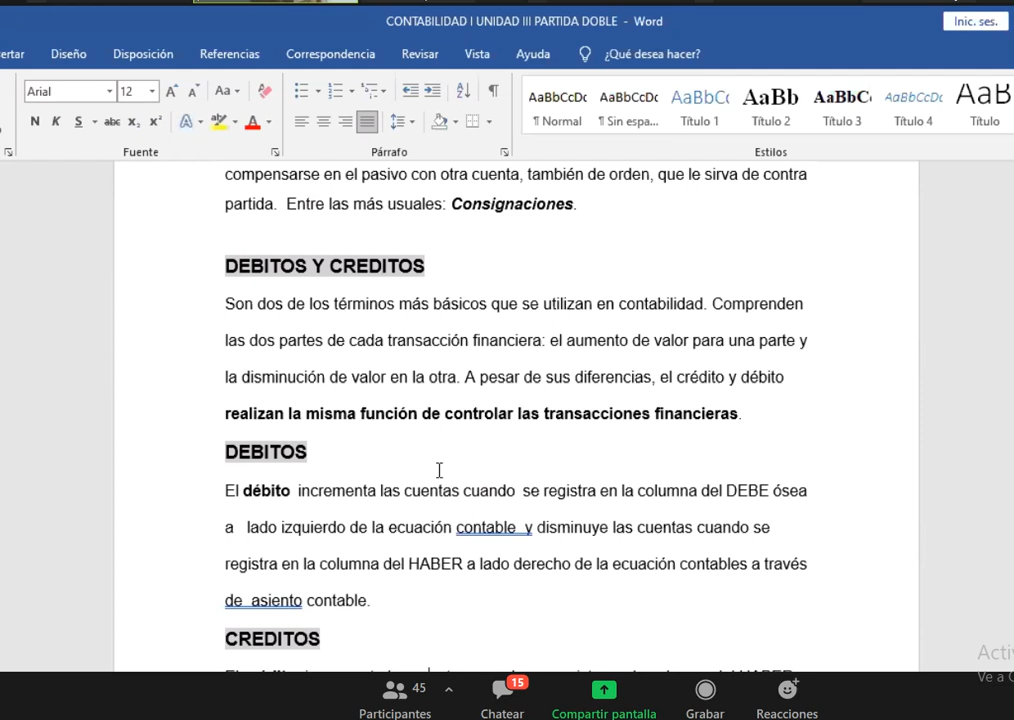 CONTABILIDAD I UNIDAD III PARTIDA DOBLE - Word
Inic. ses.
ertar Diseño Disposición Referencias Correspondencia Revisar Vista Ayuda ¿Qué desea hacer?
Arial 12 A A Aa
AaBbCcDc AaBbCcDc AaBbCc AaBb AaBbC AaBbCcDc AaB
N K S abc x₂ x² A A
¶ Normal ¶ Sin espa... Título 1 Título 2 Título 3 Título 4 Título
Fuente Párrafo Estilos
compensarse en el pasivo con otra cuenta, también de orden, que le sirva de contra
partida. Entre las más usuales: Consignaciones.
DEBITOS Y CREDITOS
Son dos de los términos más básicos que se utilizan en contabilidad. Comprenden
las dos partes de cada transacción financiera: el aumento de valor para una parte y
la disminución de valor en la otra. A pesar de sus diferencias, el crédito y débito
realizan la misma función de controlar las transacciones financieras.
DEBITOS
El débito incrementa las cuentas cuando se registra en la columna del DEBE ósea
a lado izquierdo de la ecuación contable y disminuye las cuentas cuando se
registra en la columna del HABER a lado derecho de la ecuación contables a través
de asiento contable.
CREDITOS
Activ
Ve a C
45 15
Participantes Chatear Compartir pantalla Grabar Reacciones